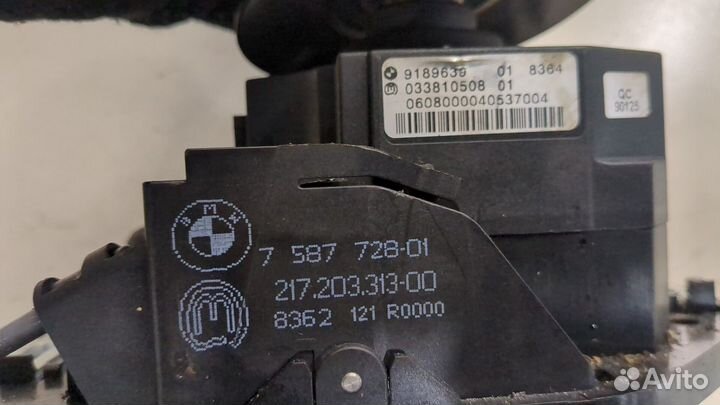 9189639 01 8364
033810508 01
0608000040537004
QC
90125
BMW
7 587 728-01
217.203.313-00
8362 121 R0000
Avito